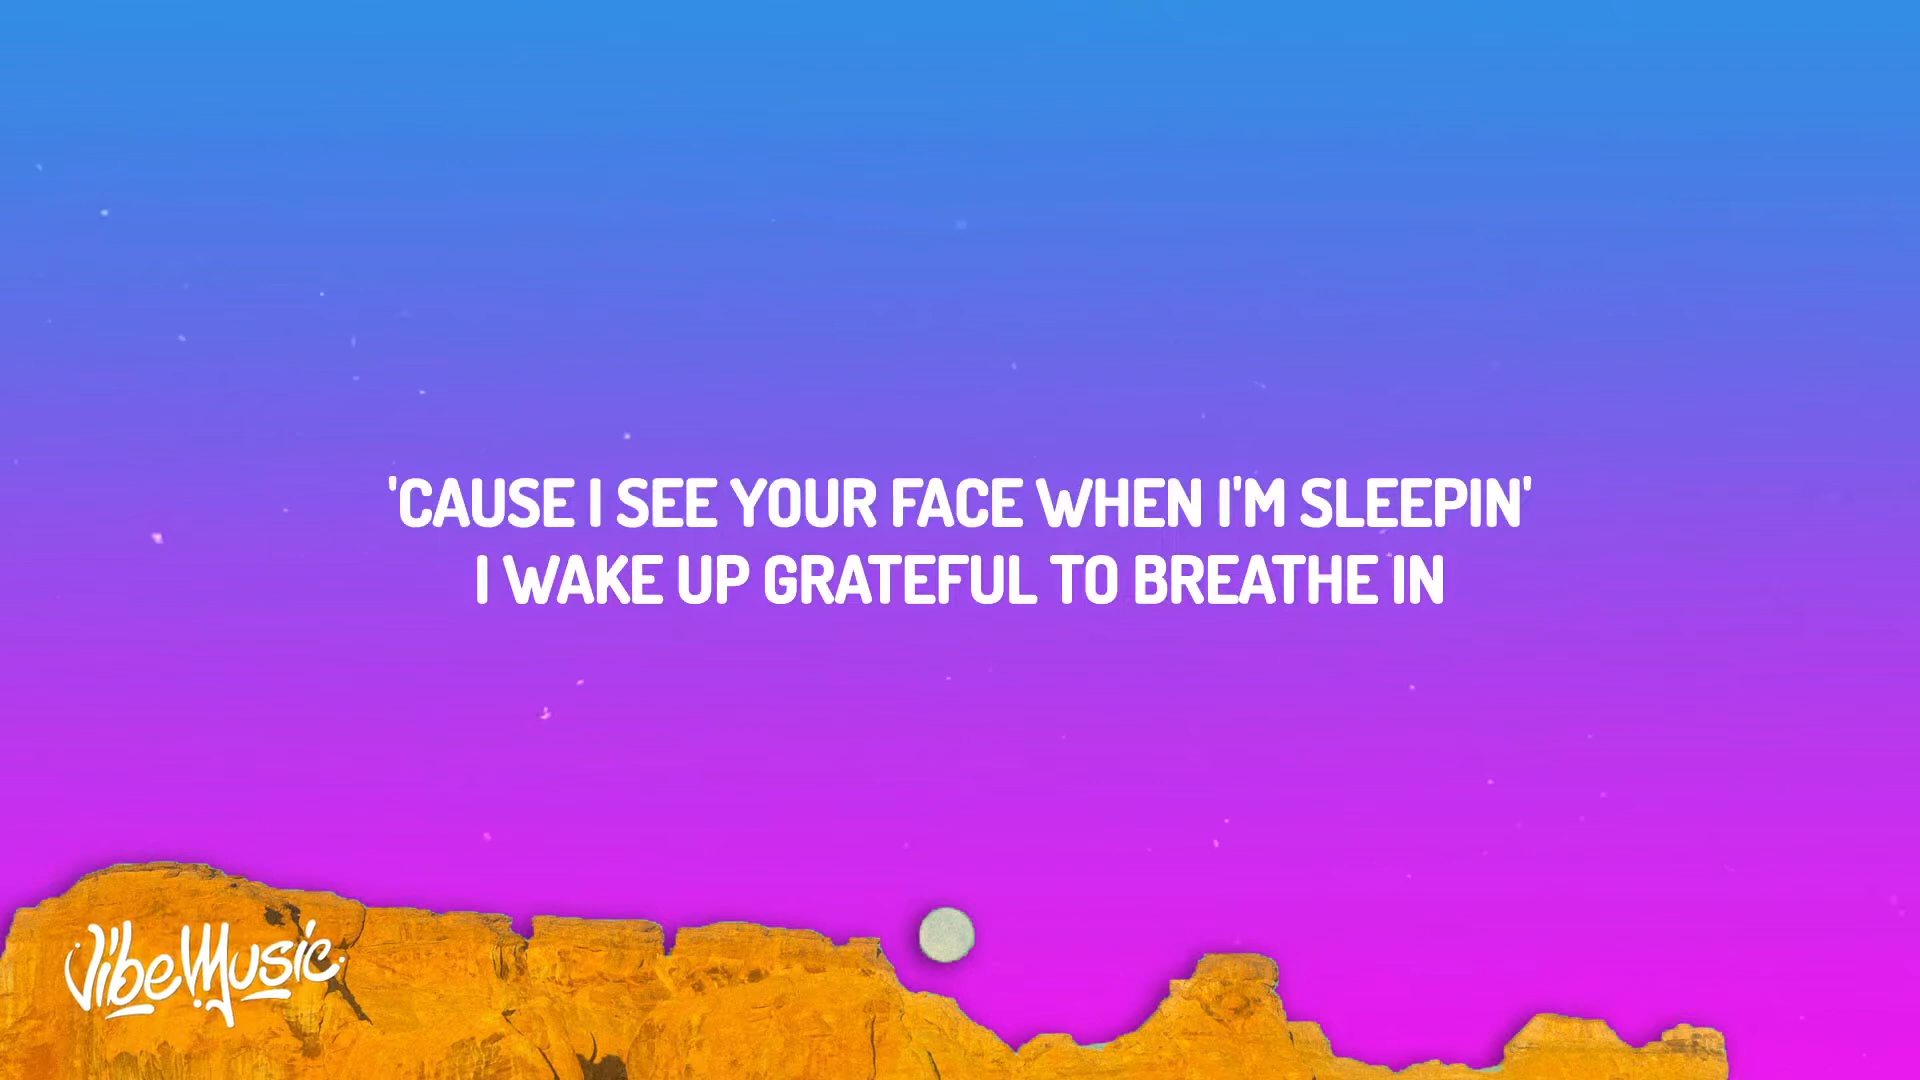 'CAUSE I SEE YOUR FACE WHEN I'M SLEEPIN'
I WAKE UP GRATEFUL TO BREATHE IN
VibeMusic